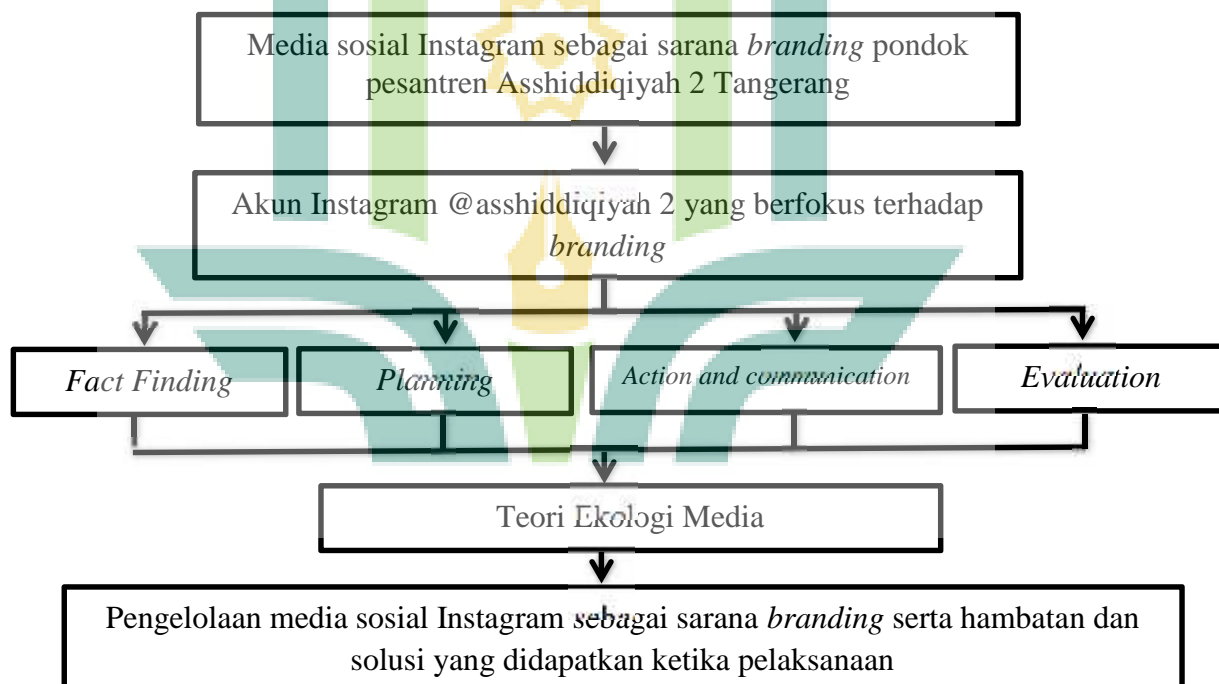 Media sosial Instagram sebagai sarana branding pondok
pesantren Asshiddiqiyah 2 Tangerang
Akun Instagram @asshiddiqiyah 2 yang berfokus terhadap
branding
Fact Finding
Planning
Action and communication
Evaluation
Teori Ekologi Media
Pengelolaan media sosial Instagram sebagai sarana branding serta hambatan dan
solusi yang didapatkan ketika pelaksanaan